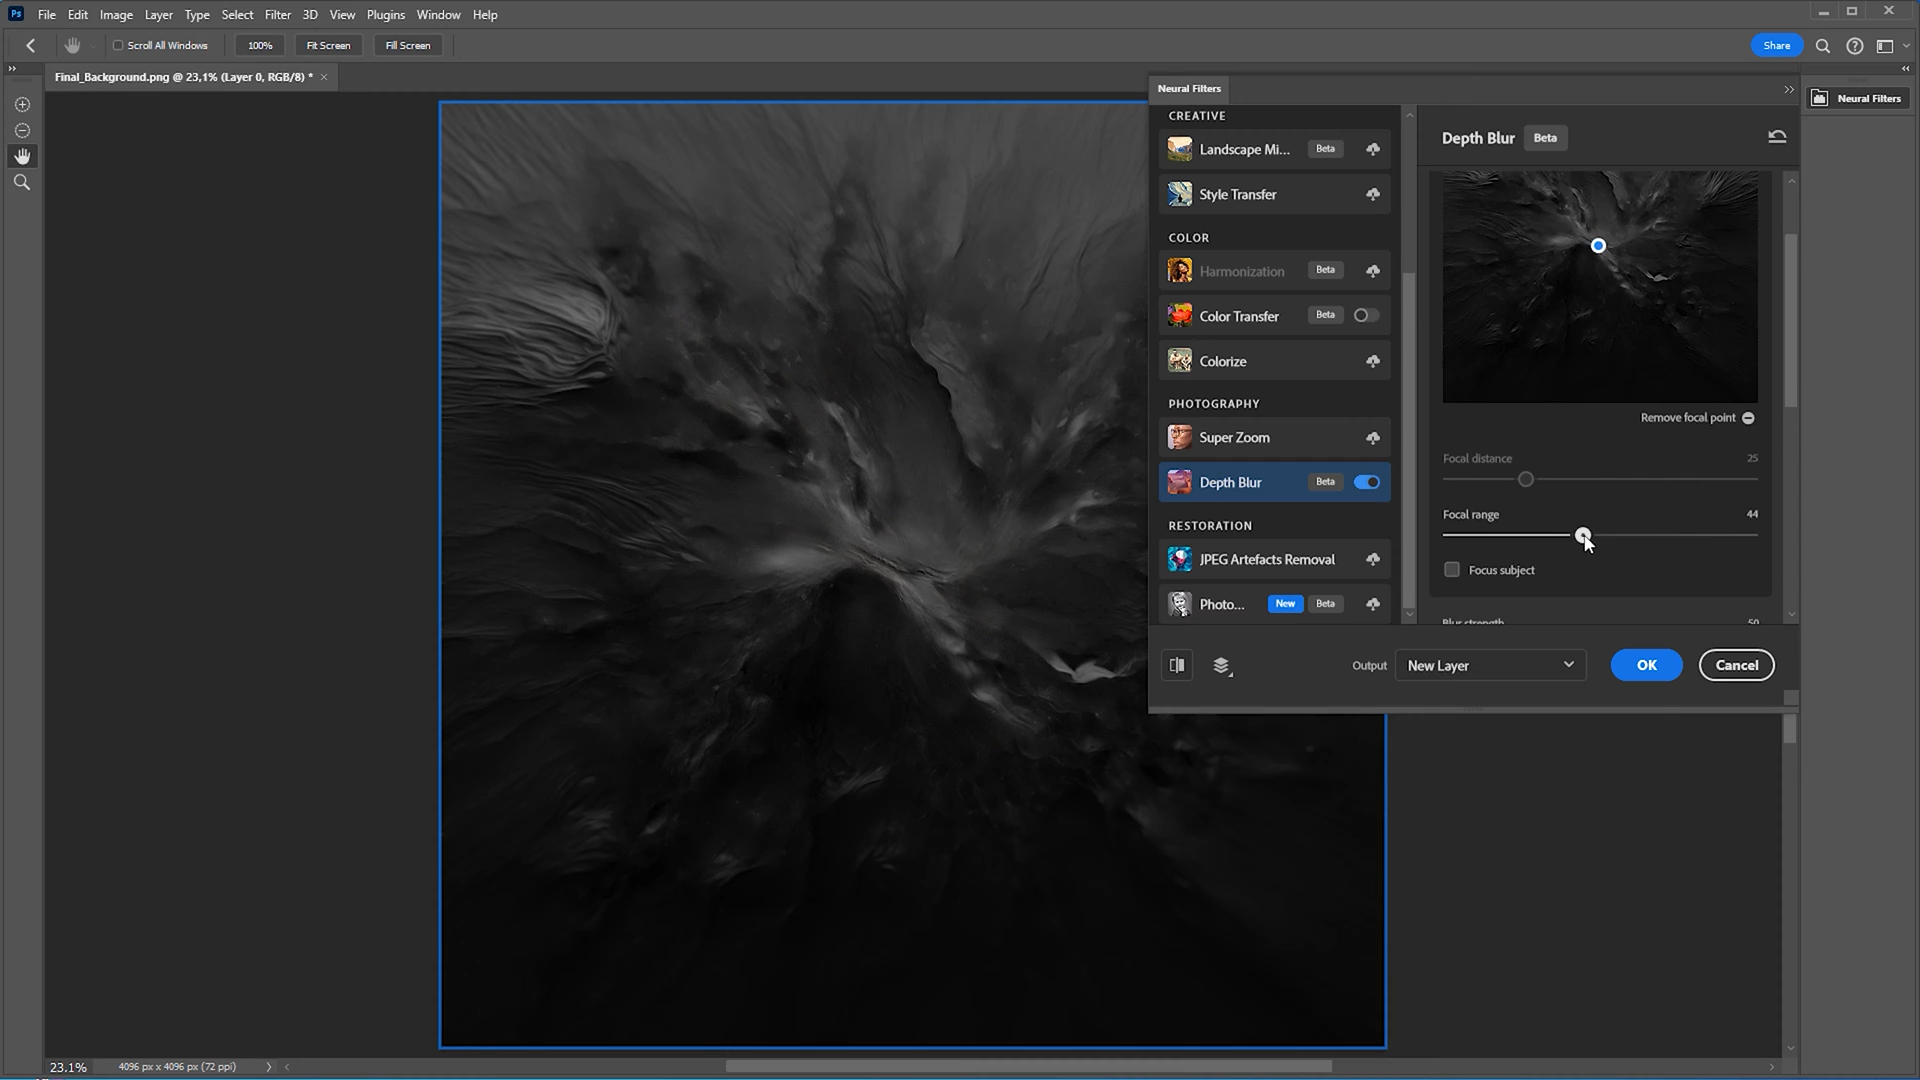 Ps File Edit Image Layer Type Select Filter 3D View Plugins Window Help
Scroll All Windows 100% Fit Screen Fill Screen Share
Final_Background.png @ 23,1% (Layer 0, RGB/8) *
Neural Filters
Neural Filters
CREATIVE
Landscape Mi... Beta
Style Transfer
COLOR
Harmonization Beta
Color Transfer Beta
Colorize
PHOTOGRAPHY
Super Zoom
Depth Blur Beta
RESTORATION
JPEG Artefacts Removal
Photo... New Beta
Depth Blur Beta
Remove focal point
Focal distance 25
Focal range 44
Focus subject
Blur strength 50
Output New Layer OK Cancel
23.1% 4096 px x 4096 px (72 ppi)